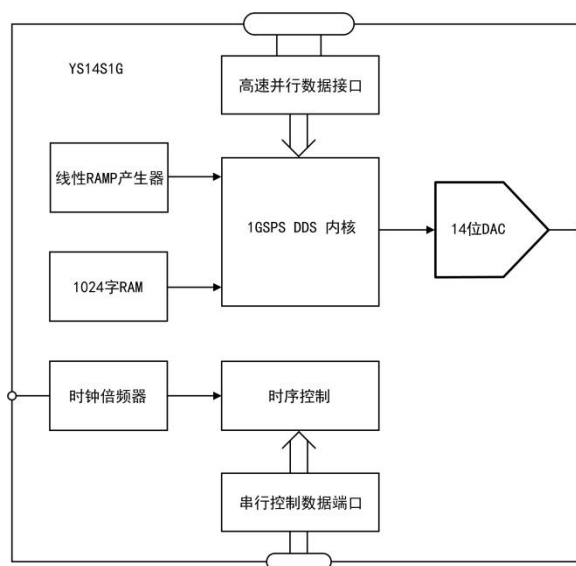 YS14S1G
高速并行数据接口
线性RAMP产生器
1GSPS DDS 内核
14位DAC
1024字RAM
时钟倍频器
时序控制
串行控制数据端口